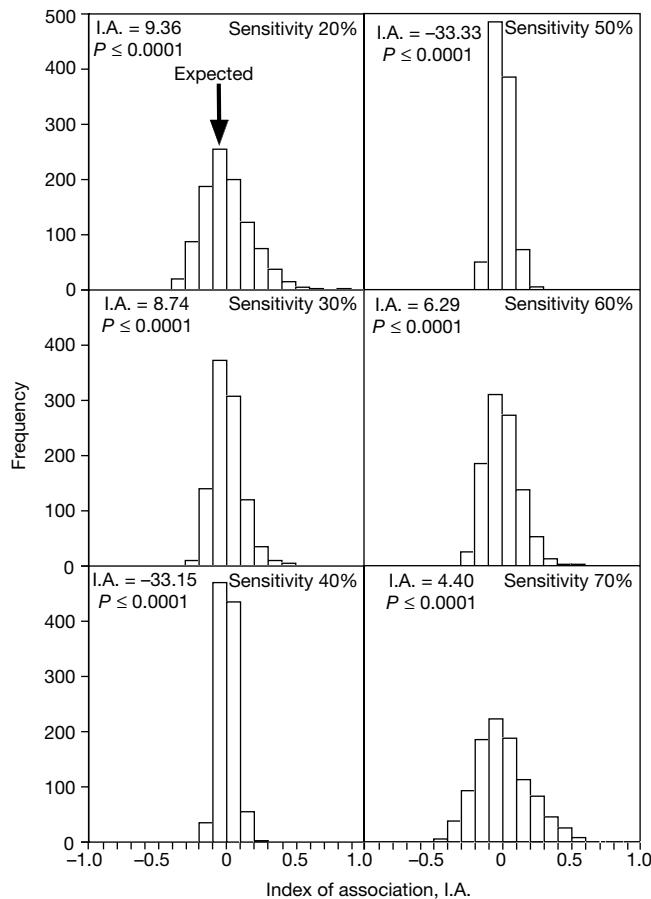 I.A. = 9.36 Sensitivity 20%
P ≤ 0.0001
Expected
I.A. = –33.33 Sensitivity 50%
P ≤ 0.0001
I.A. = 8.74 Sensitivity 30%
P ≤ 0.0001
I.A. = 6.29 Sensitivity 60%
P ≤ 0.0001
I.A. = –33.15 Sensitivity 40%
P ≤ 0.0001
I.A. = 4.40 Sensitivity 70%
P ≤ 0.0001
500
400
300
200
100
0
400
300
200
100
0
400
300
200
100
0
Frequency
–1.0 –0.5 0 0.5 1.0 –0.5 0 0.5 1.0
Index of association, I.A.